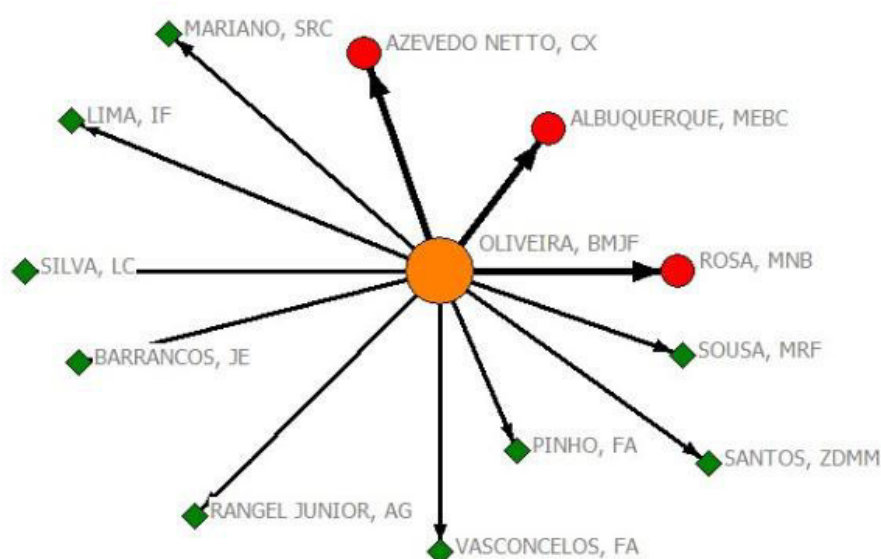 MARIANO, SRC
AZEVEDO NETTO, CX
LIMA, IF
ALBUQUERQUE, MEBC
OLIVEIRA, BMJF
SILVA, LC
ROSA, MNB
BARRANCOS, JE
SOUSA, MRF
PINHO, FA
SANTOS, ZDMM
RANGEL JUNIOR, AG
VASCONCELOS, FA